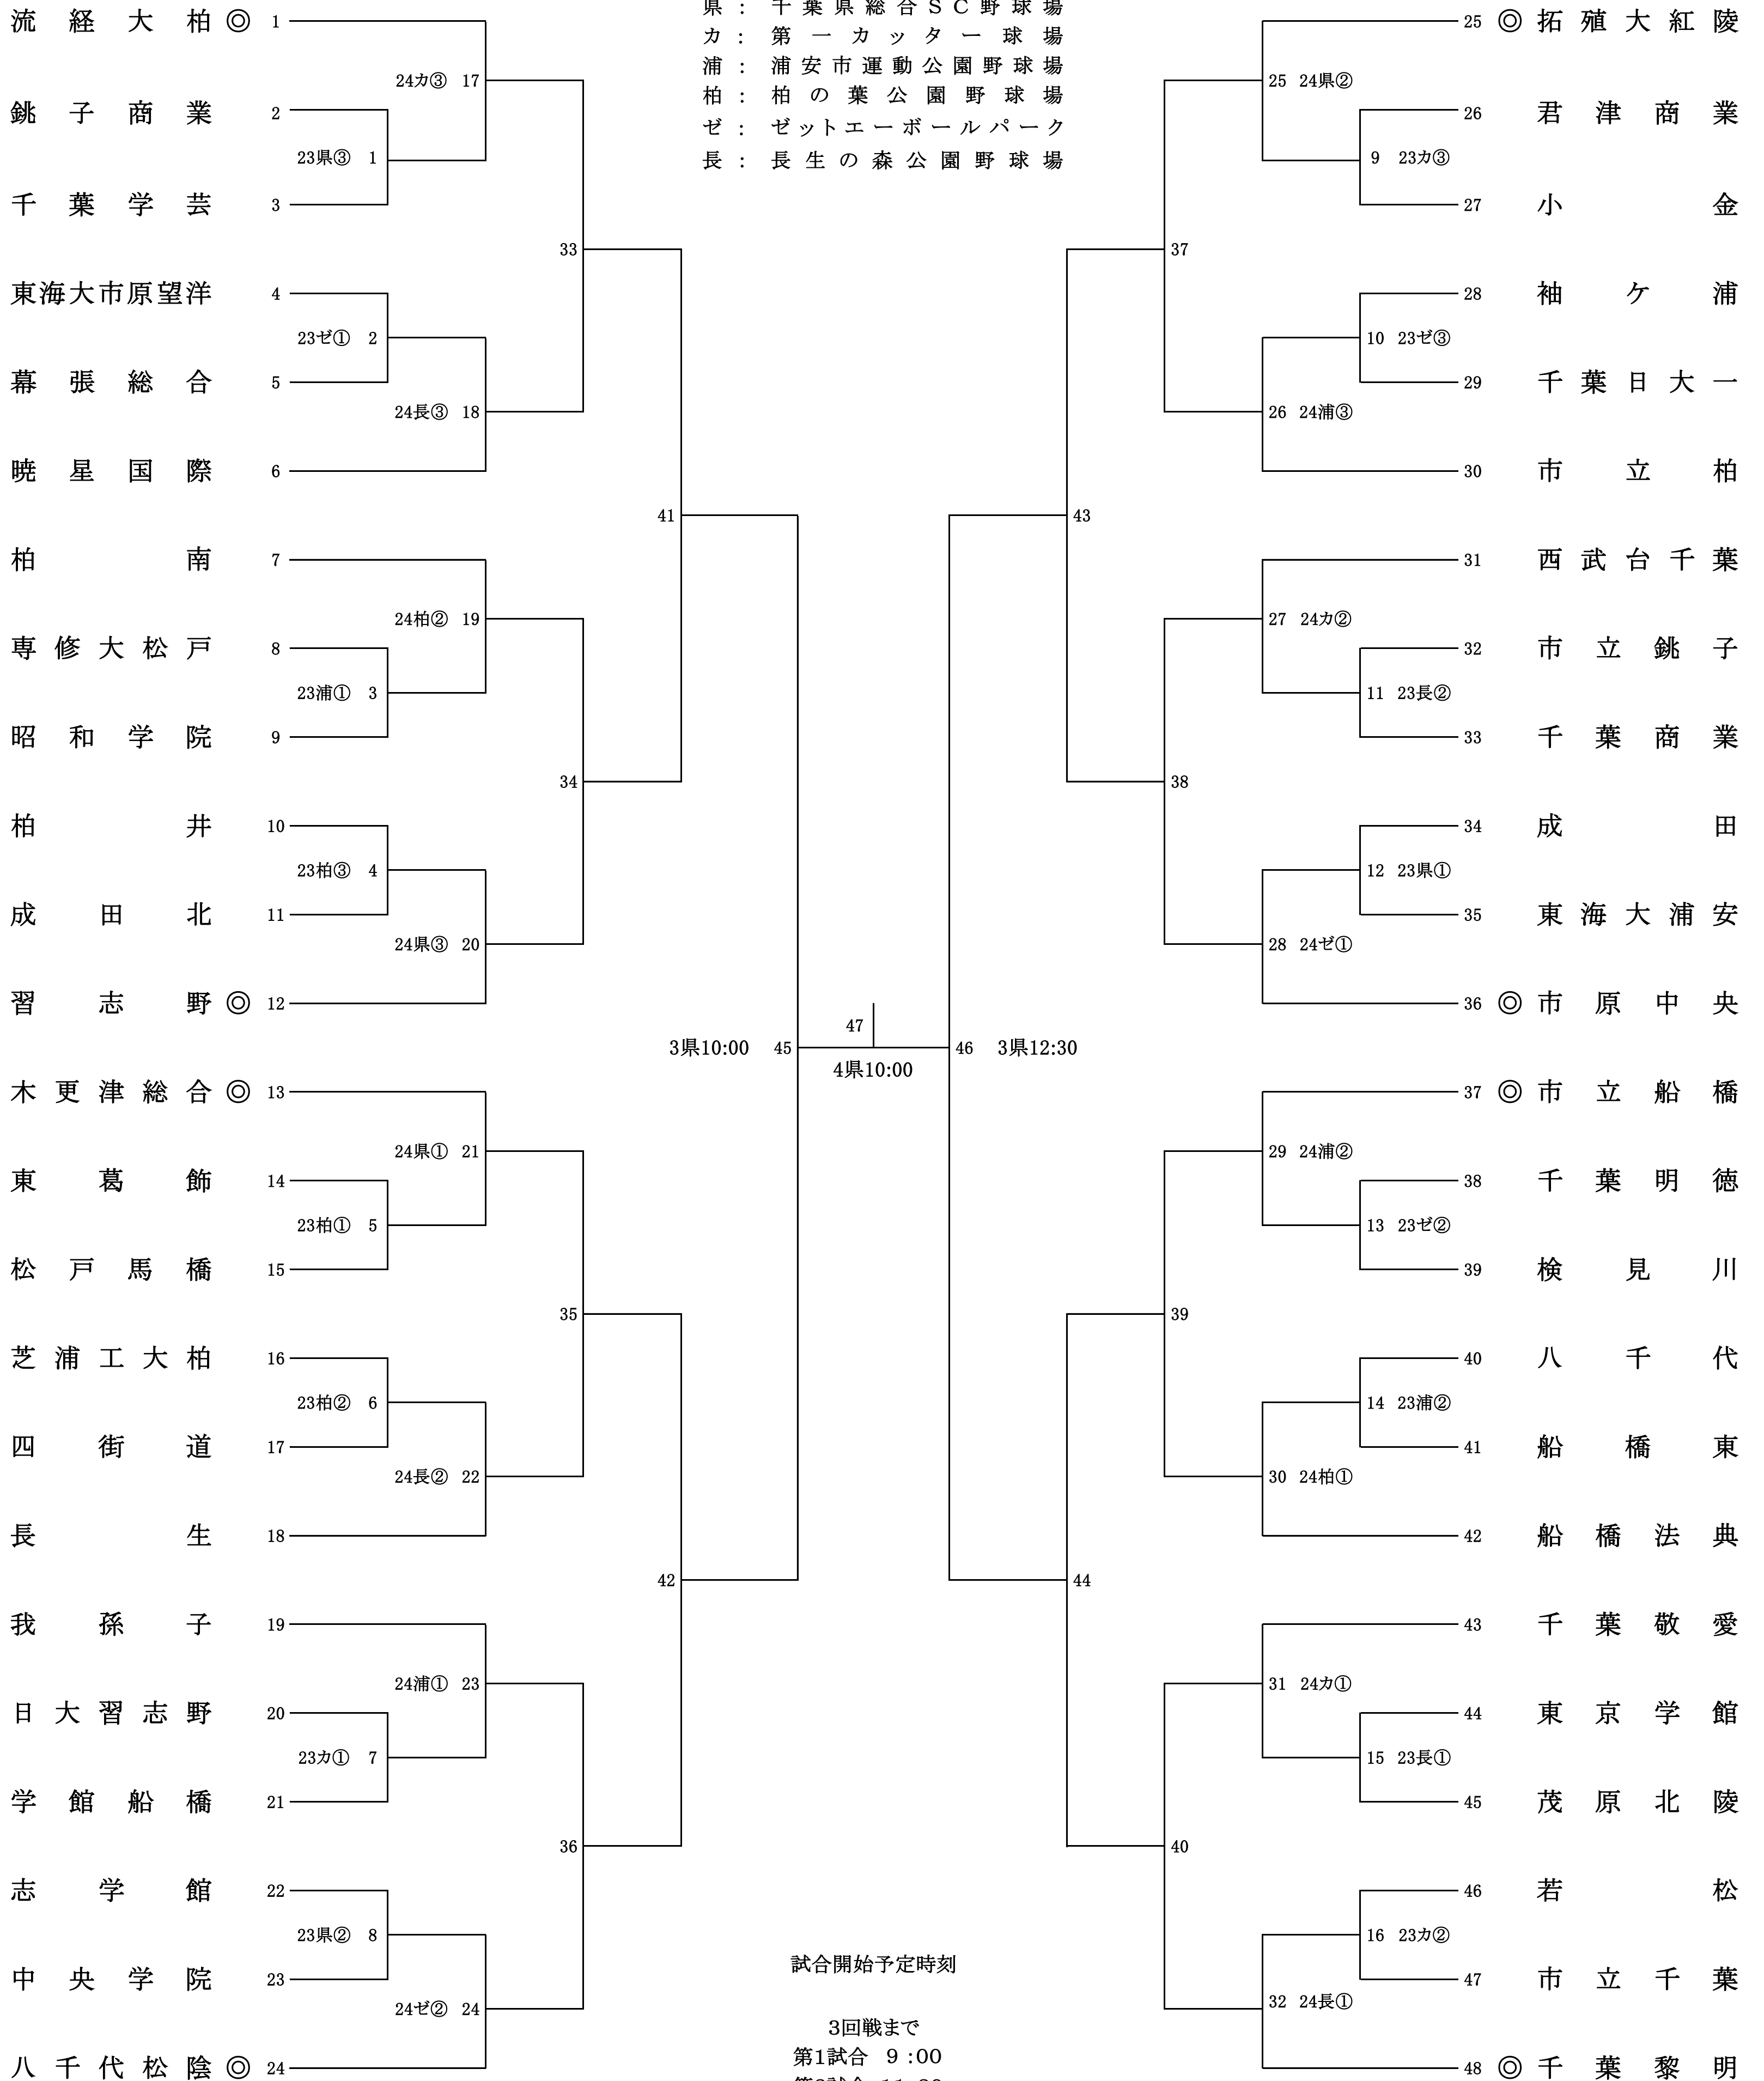 県： 千葉県総合ＳＣ野球場
カ： 第一カッター球場
浦： 浦安市運動公園野球場
柏： 柏の葉公園野球場
ゼ： ゼットエーボールパーク
長： 長生の森公園野球場
流経大柏 ◎ 1
24カ③ 17
銚子商業 2
23県③ 1
千葉学芸 3
33
東海大市原望洋 4
23ゼ① 2
幕張総合 5
24長③ 18
暁星国際 6
41
柏南 7
24柏② 19
専修大松戸 8
23浦① 3
昭和学院 9
34
柏井 10
23柏③ 4
成田北 11
24県③ 20
習志野 ◎ 12
3県10:00 45
木更津総合 ◎ 13
24県① 21
東葛飾 14
23柏① 5
松戸馬橋 15
35
芝浦工大柏 16
23柏② 6
四街道 17
24長② 22
長生 18
42
我孫子 19
24浦① 23
日大習志野 20
23カ① 7
学館船橋 21
36
志学館 22
23県② 8
中央学院 23
24ゼ② 24
八千代松陰 ◎ 24
47
4県10:00
25 ◎ 拓殖大紅陵
25 24県②
26 君津商業
9 23カ③
27 小金
37
28 袖ケ浦
10 23ゼ③
29 千葉日大一
26 24浦③
30 市立柏
43
31 西武台千葉
27 24カ②
32 市立銚子
11 23長②
33 千葉商業
38
34 成田
12 23県①
35 東海大浦安
28 24ゼ①
36 ◎ 市原中央
46 3県12:30
37 ◎ 市立船橋
29 24浦②
38 千葉明徳
13 23ゼ②
39 検見川
39
40 八千代
14 23浦②
41 船橋東
30 24柏①
42 船橋法典
44
43 千葉敬愛
31 24カ①
44 東京学館
15 23長①
45 茂原北陵
40
46 若松
16 23カ②
47 市立千葉
32 24長①
48 ◎ 千葉黎明
試合開始予定時刻
3回戦まで
第1試合 9:00